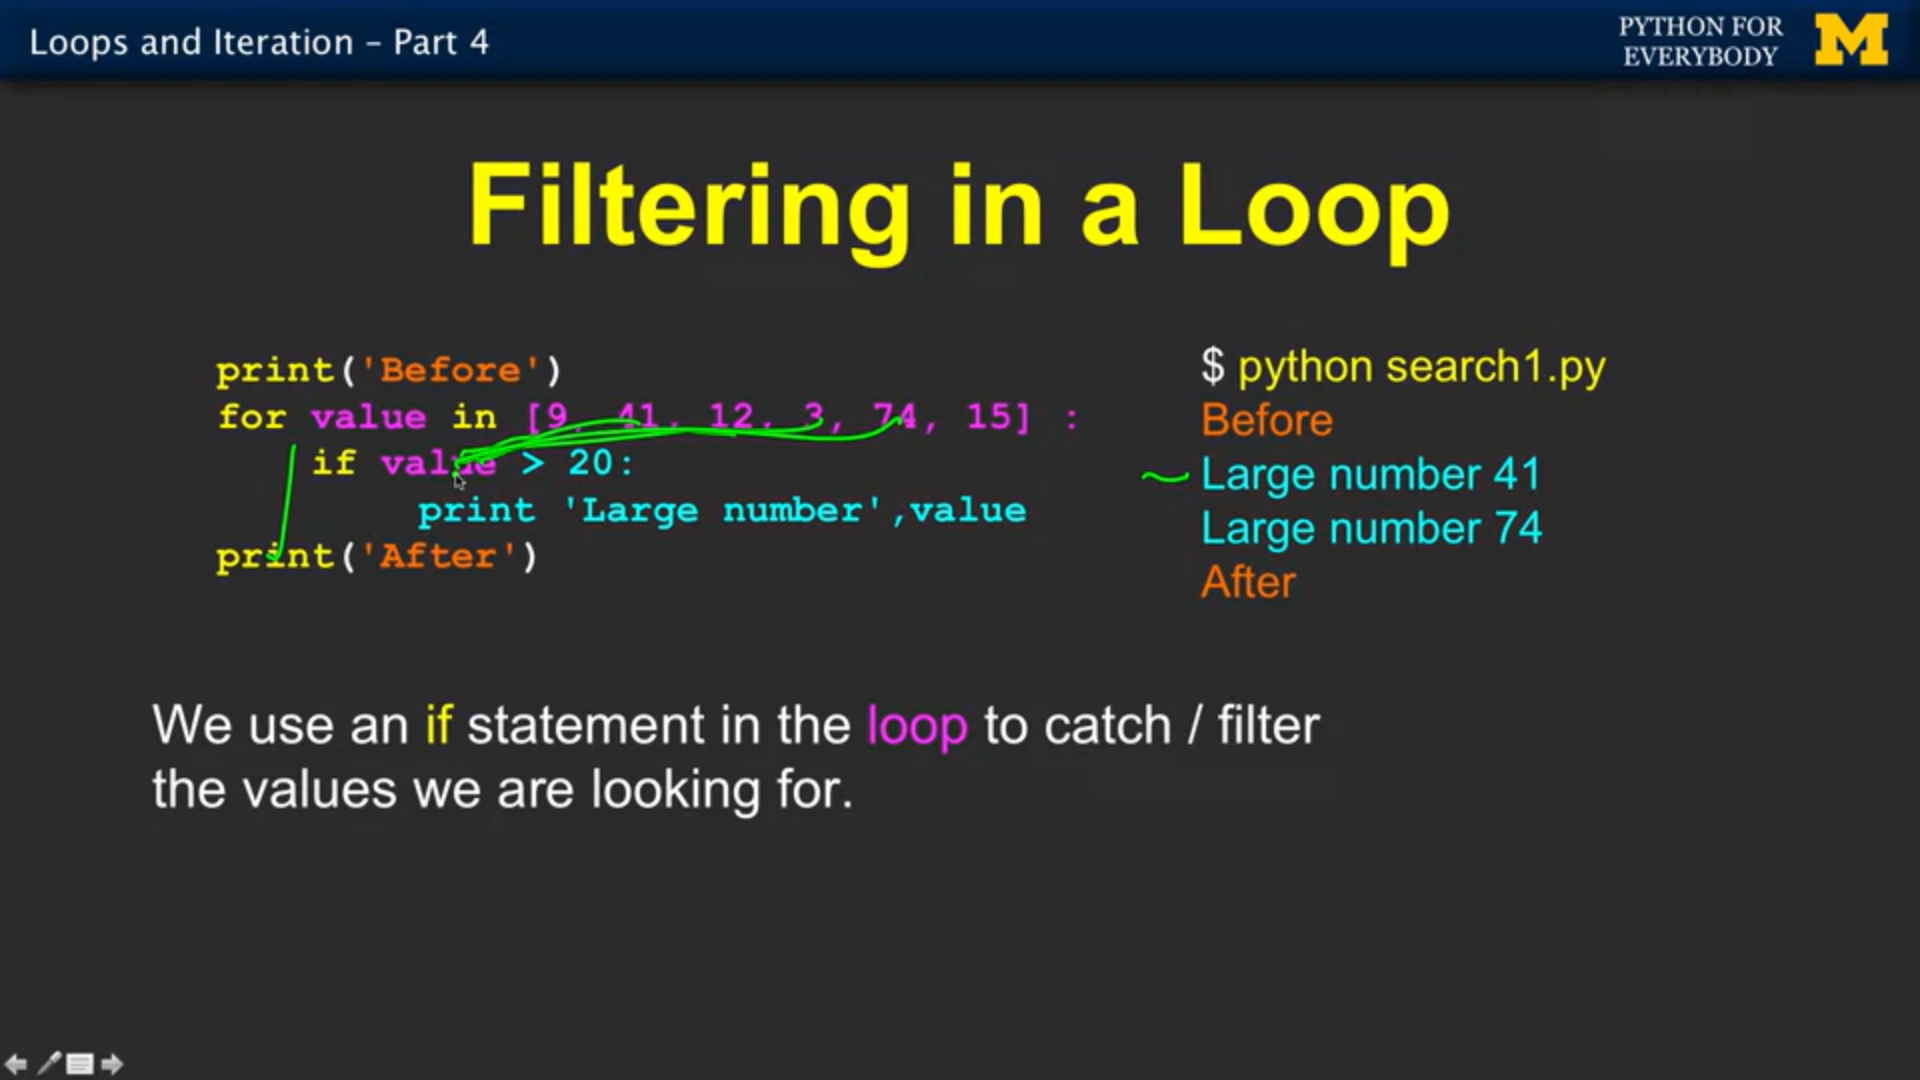 Loops and Iteration – Part 4
PYTHON FOR
EVERYBODY
M
Filtering in a Loop
print('Before')
for value in [9, 41, 12, 3, 74, 15] :
if value > 20:
print 'Large number',value
print('After')
$ python search1.py
Before
Large number 41
Large number 74
After
We use an if statement in the loop to catch / filter
the values we are looking for.